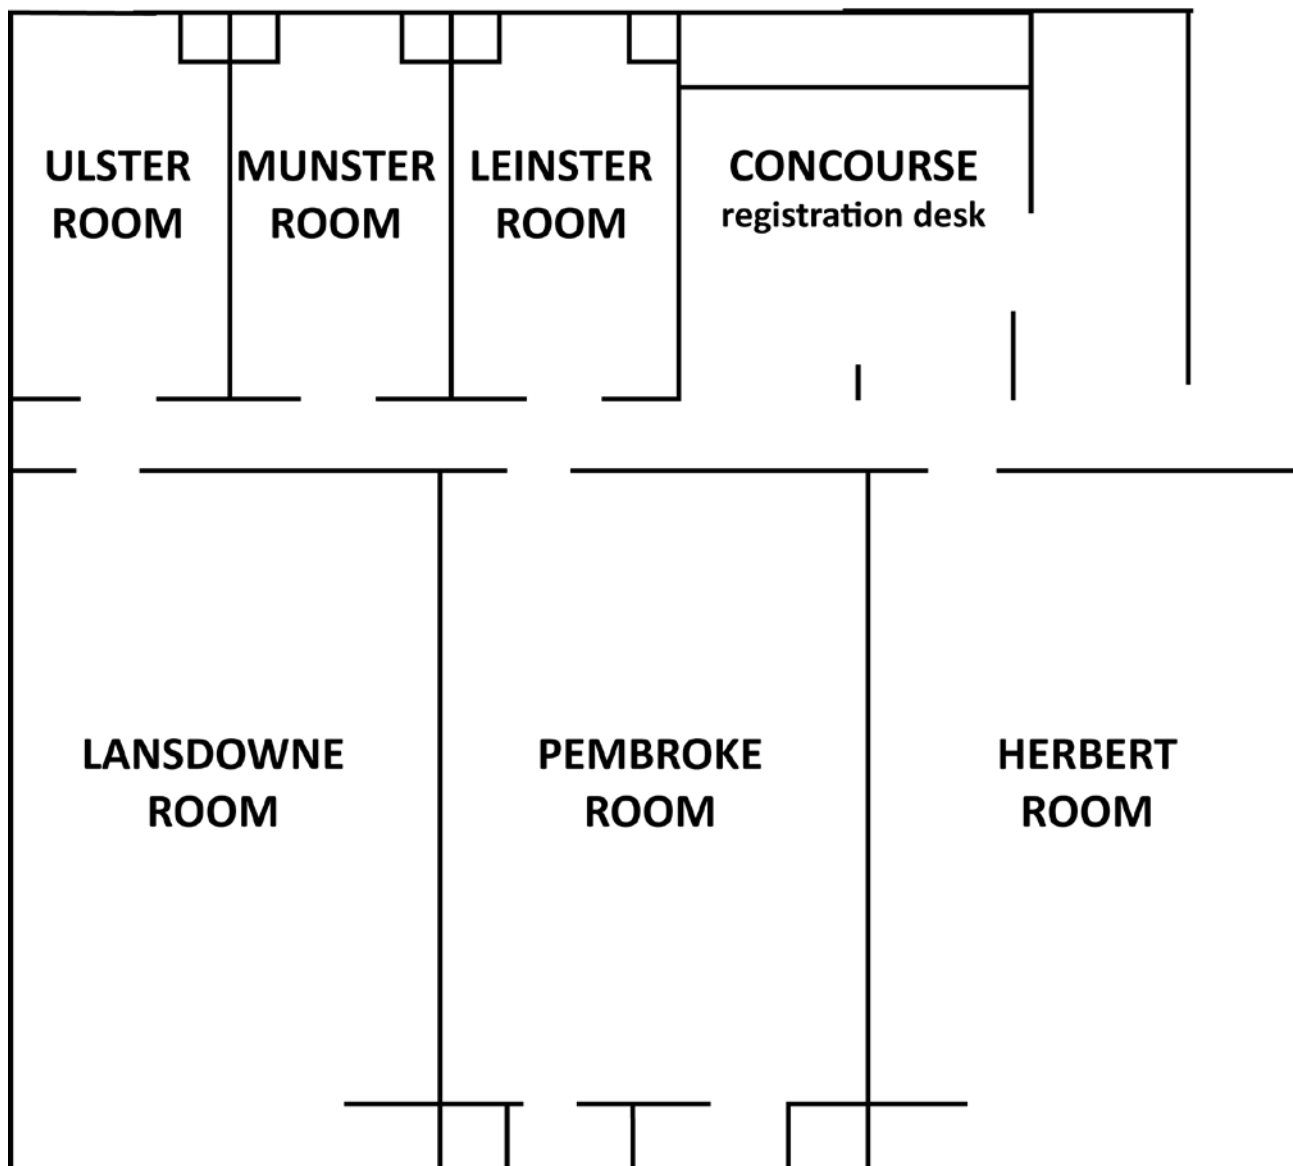 ULSTER
ROOM
MUNSTER
ROOM
LEINSTER
ROOM
CONCOURSE
registration desk
LANSDOWNE
ROOM
PEMBROKE
ROOM
HERBERT
ROOM